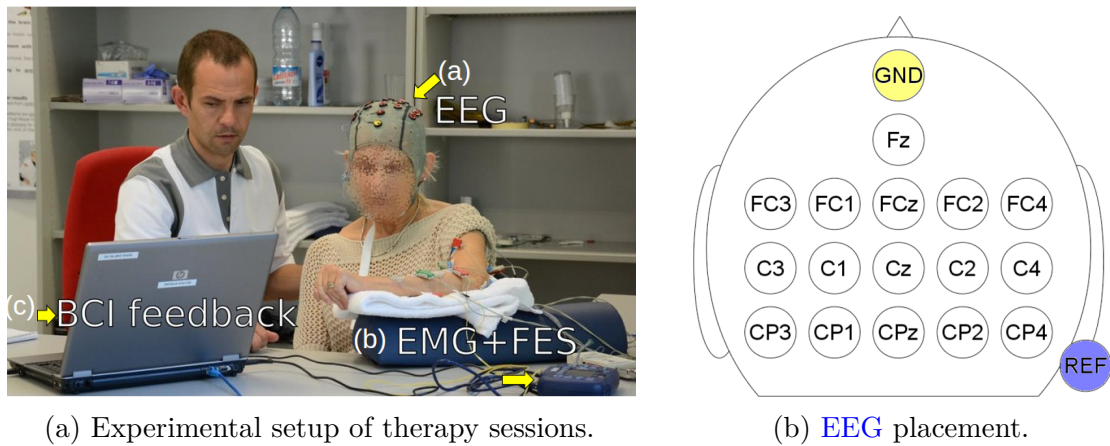 (a)
EEG
(c)
BCI feedback
(b) EMG+FES
hp
(a) Experimental setup of therapy sessions.
GND
Fz
FC3 FC1 FCz FC2 FC4
C3 C1 Cz C2 C4
CP3 CP1 CPz CP2 CP4
REF
(b) EEG placement.